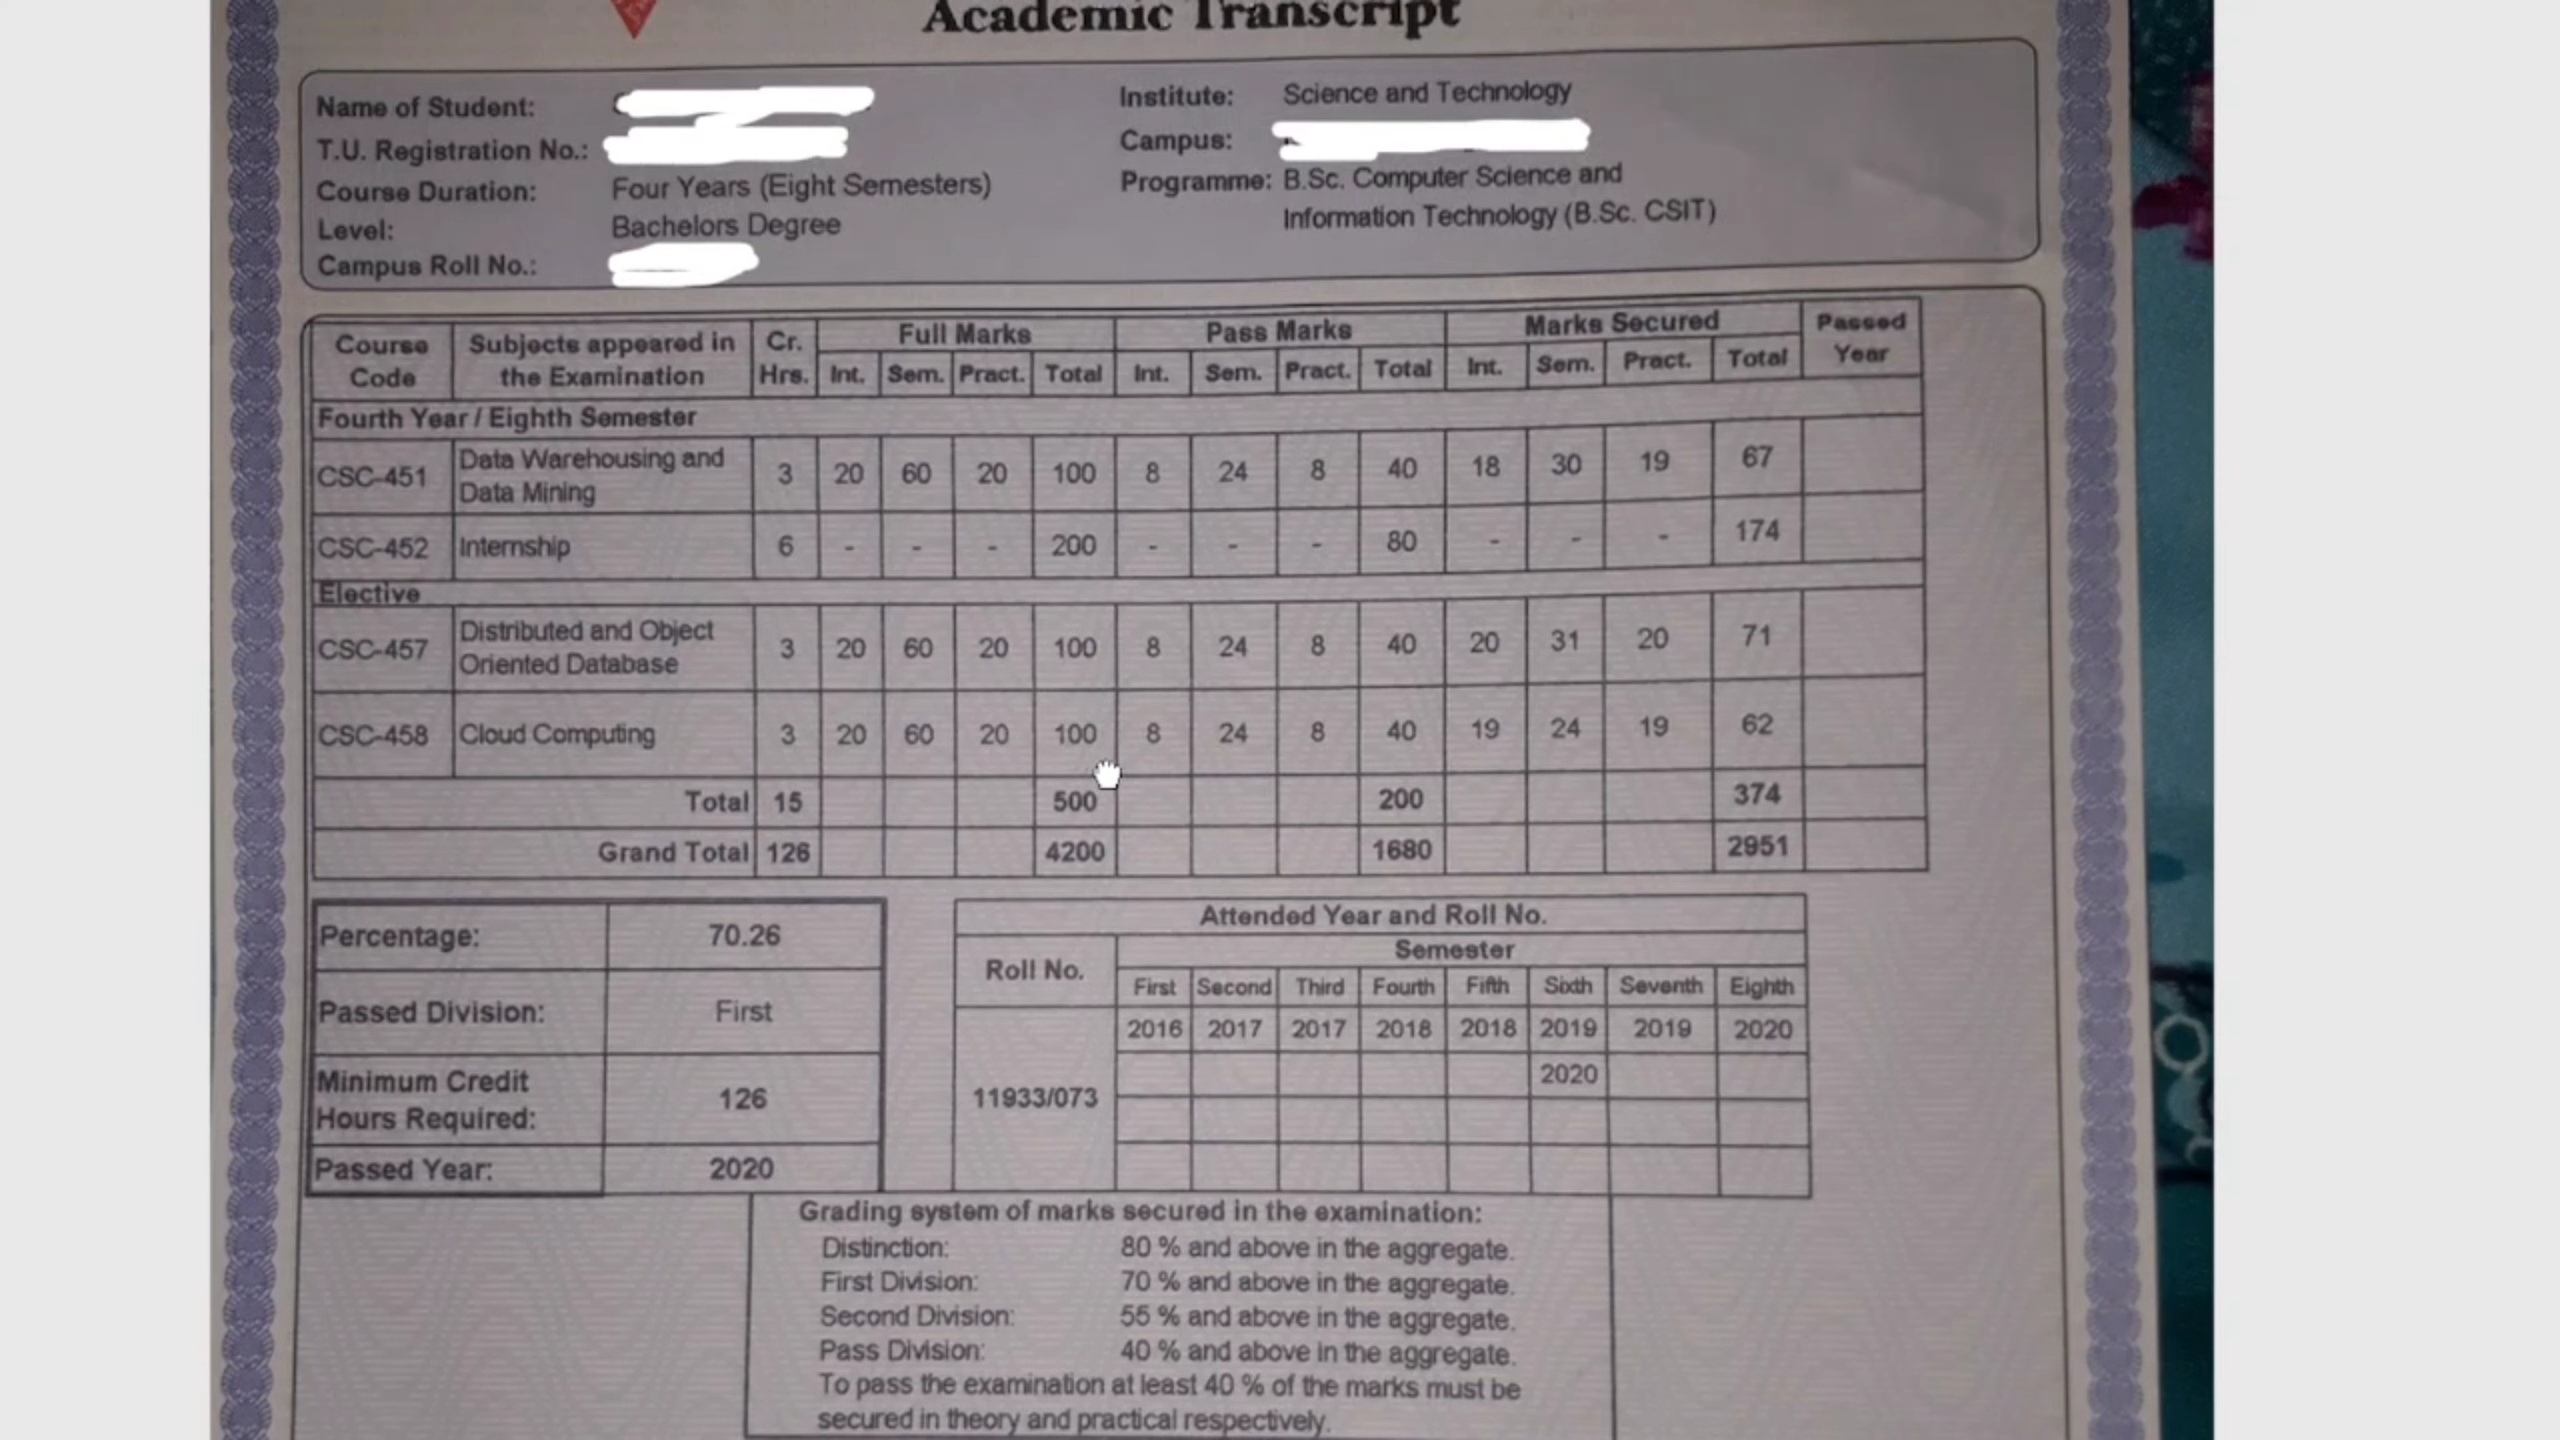 Academic Transcript
Name of Student:
T.U. Registration No.:
Course Duration: Four Years (Eight Semesters)
Level: Bachelors Degree
Campus Roll No.:
Institute: Science and Technology
Campus:
Programme: B.Sc. Computer Science and
Information Technology (B.Sc. CSIT)
Course Code Subjects appeared in the Examination Cr. Hrs. Full Marks Pass Marks Marks Secured Passed Year
Int. Sem. Pract. Total Int. Sem. Pract. Total Int. Sem. Pract. Total
Fourth Year / Eighth Semester
CSC-451 Data Warehousing and Data Mining 3 20 60 20 100 8 24 8 40 18 30 19 67
CSC-452 Internship 6 - - - 200 - - - 80 - - - 174
Elective
CSC-457 Distributed and Object Oriented Database 3 20 60 20 100 8 24 8 40 20 31 20 71
CSC-458 Cloud Computing 3 20 60 20 100 8 24 8 40 19 24 19 62
Total 15 500 200 374
Grand Total 126 4200 1680 2951
Percentage: 70.26
Passed Division: First
Minimum Credit Hours Required: 126
Passed Year: 2020
Attended Year and Roll No.
Roll No. Semester
First Second Third Fourth Fifth Sixth Seventh Eighth
2016 2017 2017 2018 2018 2019 2019 2020
2020
11933/073
Grading system of marks secured in the examination:
Distinction: 80 % and above in the aggregate.
First Division: 70 % and above in the aggregate.
Second Division: 55 % and above in the aggregate.
Pass Division: 40 % and above in the aggregate.
To pass the examination at least 40 % of the marks must be
secured in theory and practical respectively.